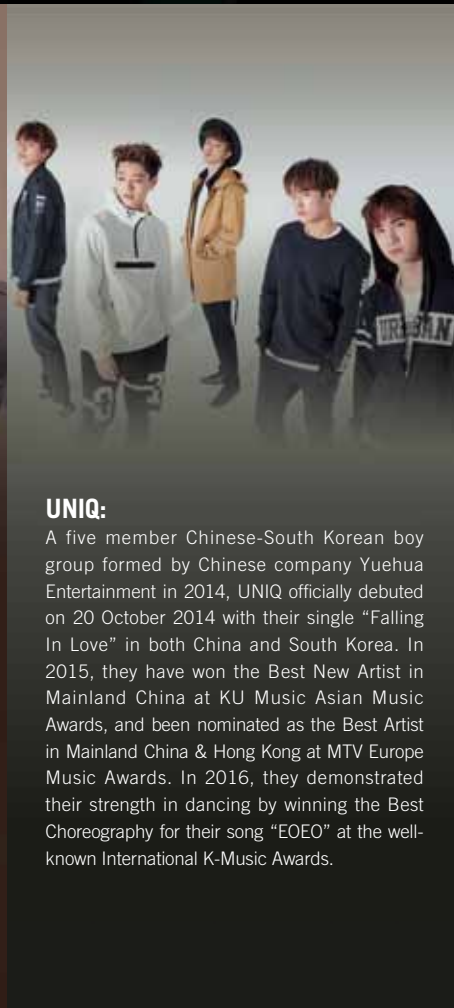 URBAN
UNIQ:
A five member Chinese-South Korean boy
group formed by Chinese company Yuehua
Entertainment in 2014, UNIQ officially debuted
on 20 October 2014 with their single “Falling
In Love” in both China and South Korea. In
2015, they have won the Best New Artist in
Mainland China at KU Music Asian Music
Awards, and been nominated as the Best Artist
in Mainland China & Hong Kong at MTV Europe
Music Awards. In 2016, they demonstrated
their strength in dancing by winning the Best
Choreography for their song “EOEO” at the well-
known International K-Music Awards.